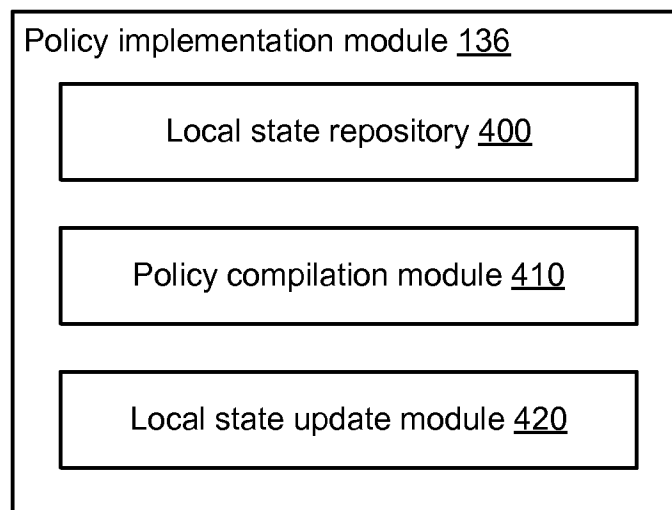 Policy implementation module 136
Local state repository 400
Policy compilation module 410
Local state update module 420